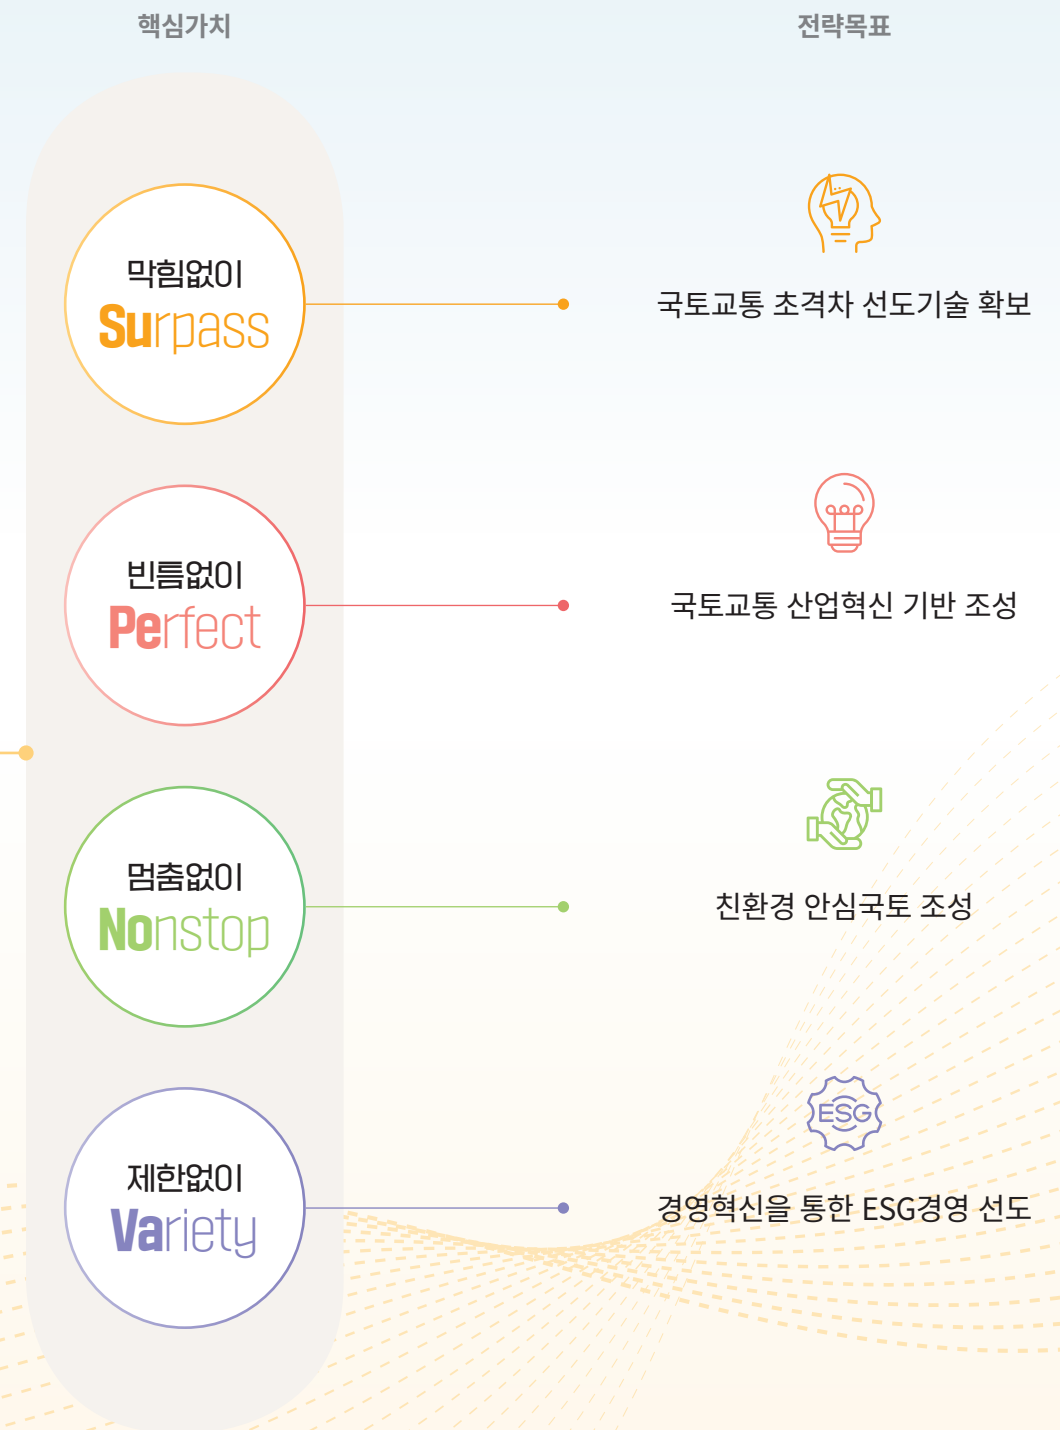 핵심가치
전략목표
막힘없이
Surpass
국토교통 초격차 선도기술 확보
빈틈없이
Perfect
국토교통 산업혁신 기반 조성
멈춤없이
Nonstop
친환경 안심국토 조성
제한없이
Variety
ESG
경영혁신을 통한 ESG경영 선도